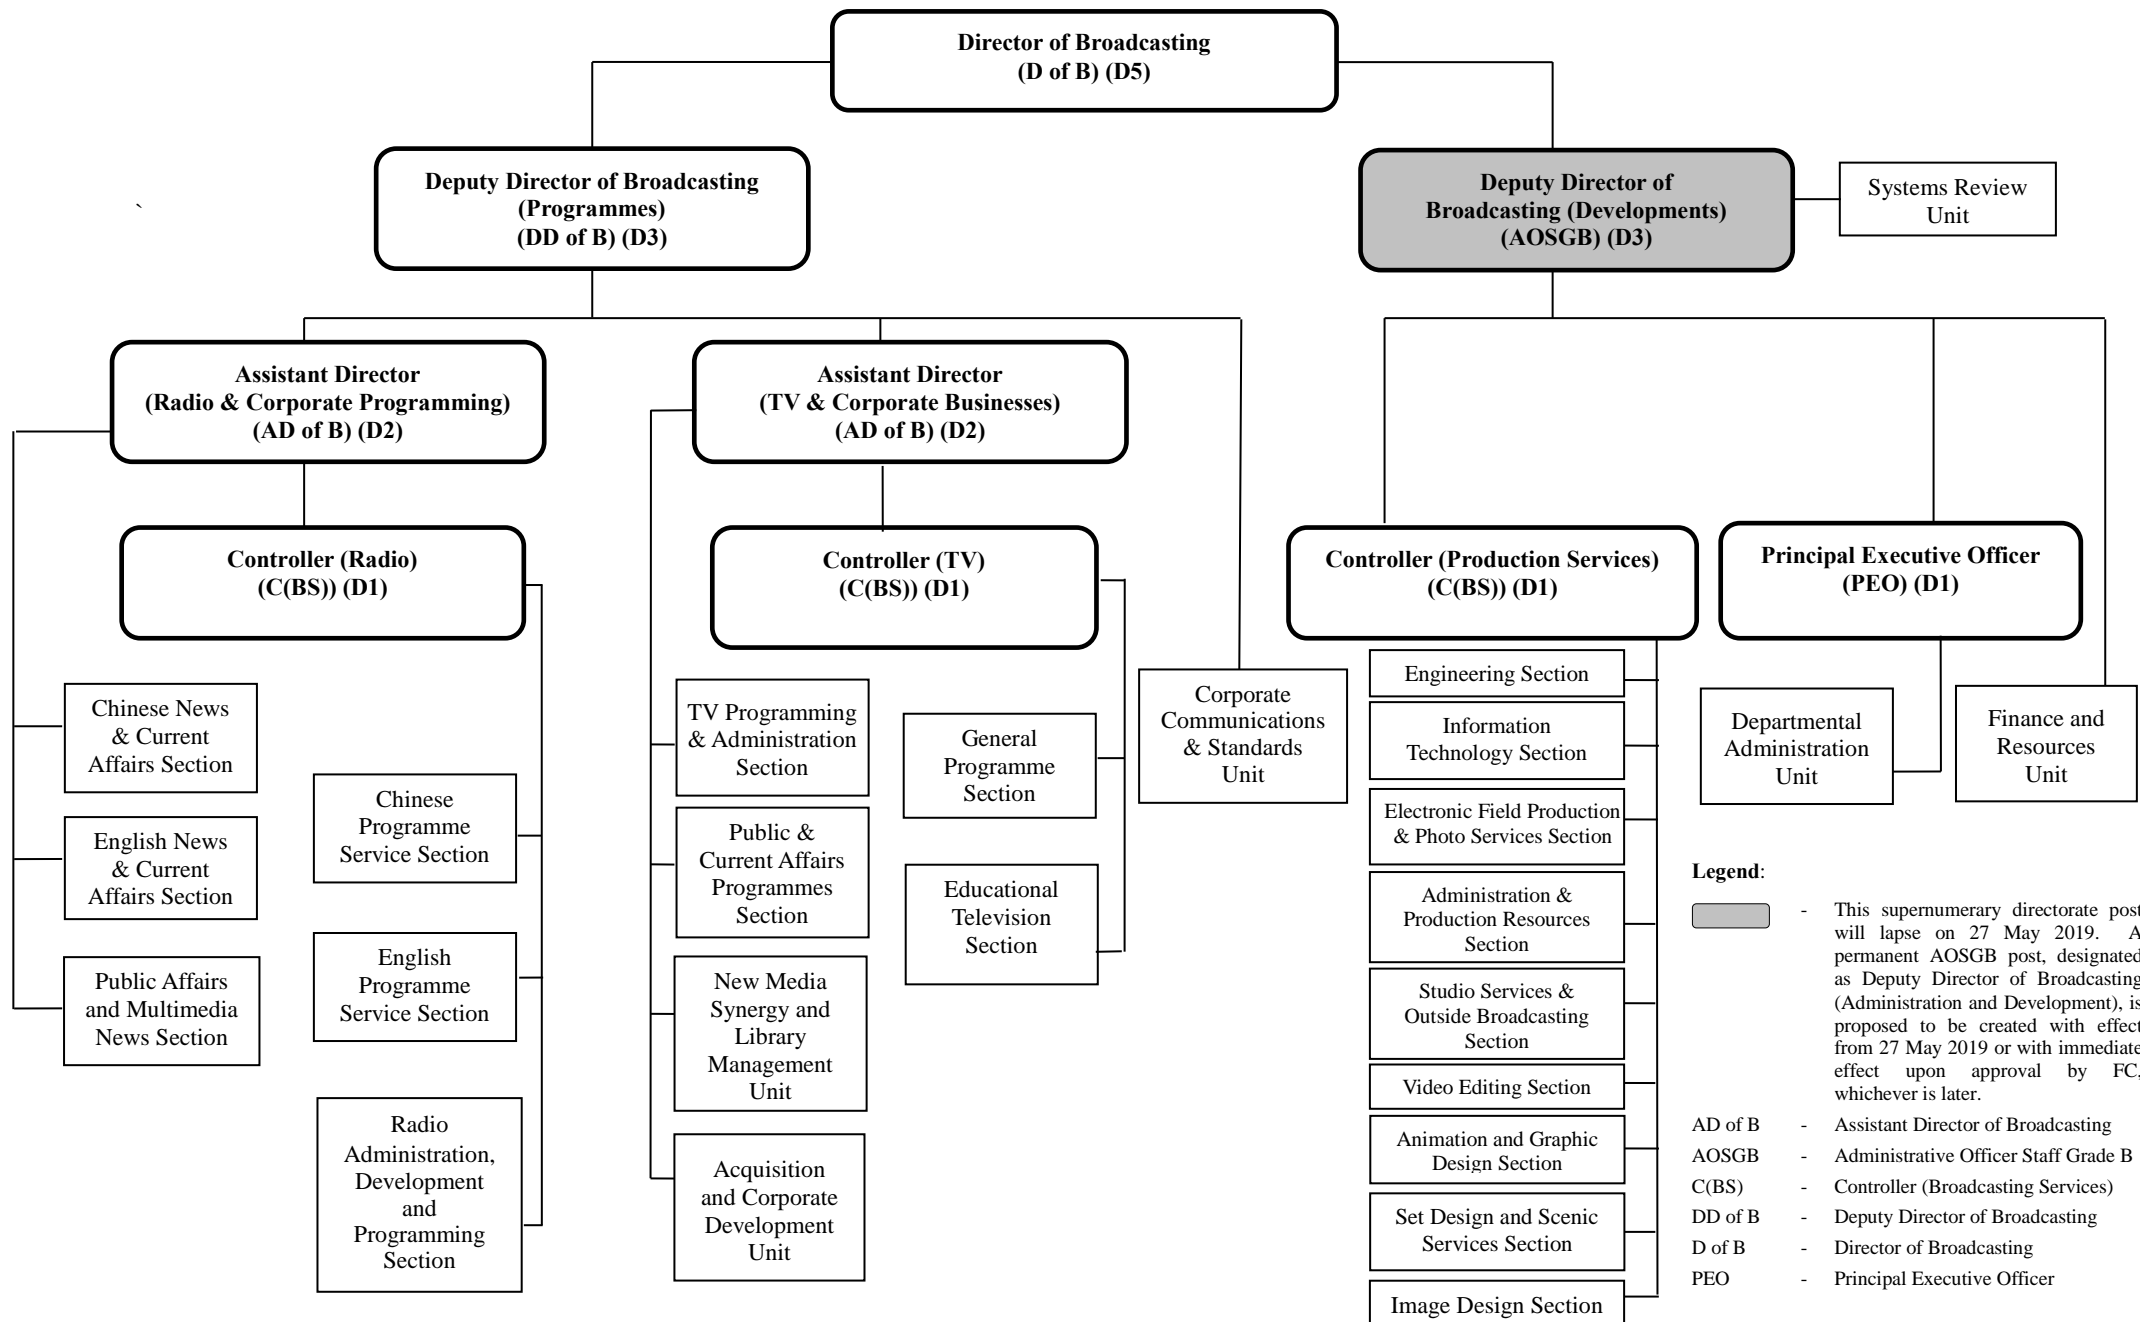 Director of Broadcasting
(D of B) (D5)
Deputy Director of Broadcasting
(Programmes)
(DD of B) (D3)
Deputy Director of
Broadcasting (Developments)
(AOSGB) (D3)
Systems Review
Unit
`
Assistant Director
(Radio & Corporate Programming)
(AD of B) (D2)
Assistant Director
(TV & Corporate Businesses)
(AD of B) (D2)
Controller (Radio)
(C(BS)) (D1)
Controller (TV)
(C(BS)) (D1)
Controller (Production Services)
(C(BS)) (D1)
Principal Executive Officer
(PEO) (D1)
Chinese News
& Current
Affairs Section
English News
& Current
Affairs Section
Public Affairs
and Multimedia
News Section
Chinese
Programme
Service Section
English
Programme
Service Section
Radio
Administration,
Development
and
Programming
Section
TV Programming
& Administration
Section
Public &
Current Affairs
Programmes
Section
New Media
Synergy and
Library
Management
Unit
Acquisition
and Corporate
Development
Unit
General
Programme
Section
Educational
Television
Section
Corporate
Communications
& Standards
Unit
Engineering Section
Information
Technology Section
Electronic Field Production
& Photo Services Section
Administration &
Production Resources
Section
Studio Services &
Outside Broadcasting
Section
Video Editing Section
Animation and Graphic
Design Section
Set Design and Scenic
Services Section
Image Design Section
Departmental
Administration
Unit
Finance and
Resources
Unit
Legend:
- This supernumerary directorate post
will lapse on 27 May 2019. A
permanent AOSGB post, designated
as Deputy Director of Broadcasting
(Administration and Development), is
proposed to be created with effect
from 27 May 2019 or with immediate
effect upon approval by FC,
whichever is later.
AD of B - Assistant Director of Broadcasting
AOSGB - Administrative Officer Staff Grade B
C(BS) - Controller (Broadcasting Services)
DD of B - Deputy Director of Broadcasting
D of B - Director of Broadcasting
PEO - Principal Executive Officer